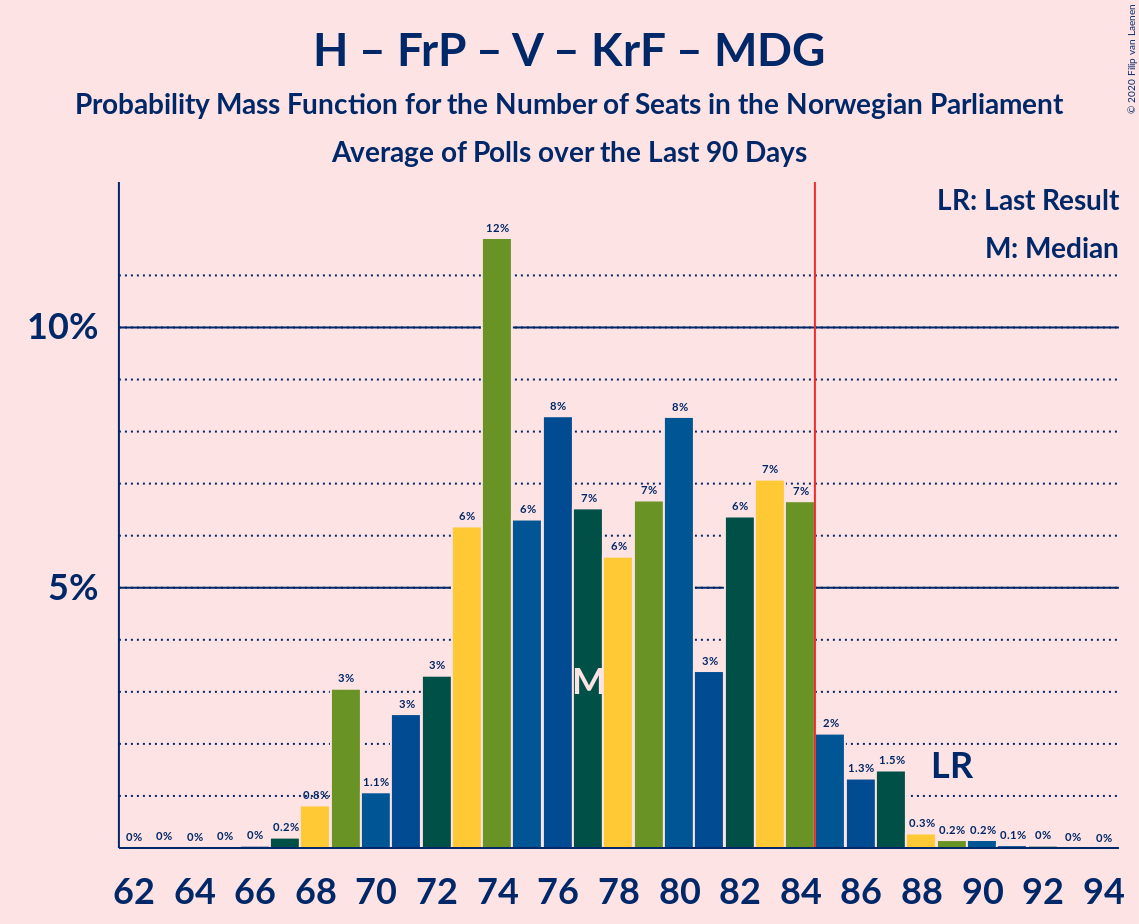 H – FrP – V – KrF – MDG
Probability Mass Function for the Number of Seats in the Norwegian Parliament
Average of Polls over the Last 90 Days
© 2020 Filip van Laenen
LR: Last Result
M: Median
10%
5%
0% 0% 0% 0% 0% 0.2% 0.8% 3% 1.1% 3% 3% 6% 12% 6% 8% 7% 6% 7% 8% 3% 6% 7% 7% 2% 1.3% 1.5% 0.3% 0.2% 0.2% 0.1% 0% 0% 0%
M
LR
62 64 66 68 70 72 74 76 78 80 82 84 86 88 90 92 94